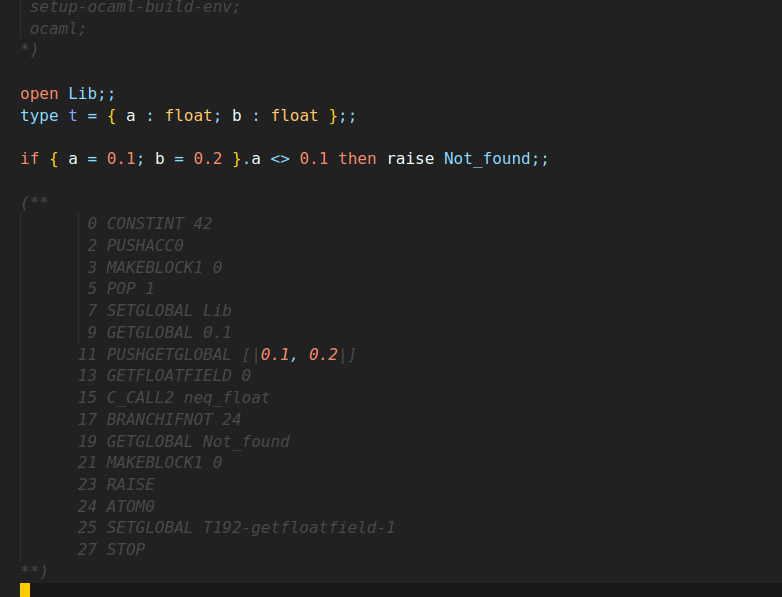 setup-ocaml-build-env;
ocaml;
*)
open Lib;;
type t = { a : float; b : float };;
if { a = 0.1; b = 0.2 }.a <> 0.1 then raise Not_found;;
(**
0 CONSTINT 42
2 PUSHACC0
3 MAKEBLOCK1 0
5 POP 1
7 SETGLOBAL Lib
9 GETGLOBAL 0.1
11 PUSHGETGLOBAL [|0.1, 0.2|]
13 GETFLOATFIELD 0
15 C_CALL2 neq_float
17 BRANCHIFNOT 24
19 GETGLOBAL Not_found
21 MAKEBLOCK1 0
23 RAISE
24 ATOM0
25 SETGLOBAL T192-getfloatfield-1
27 STOP
**)